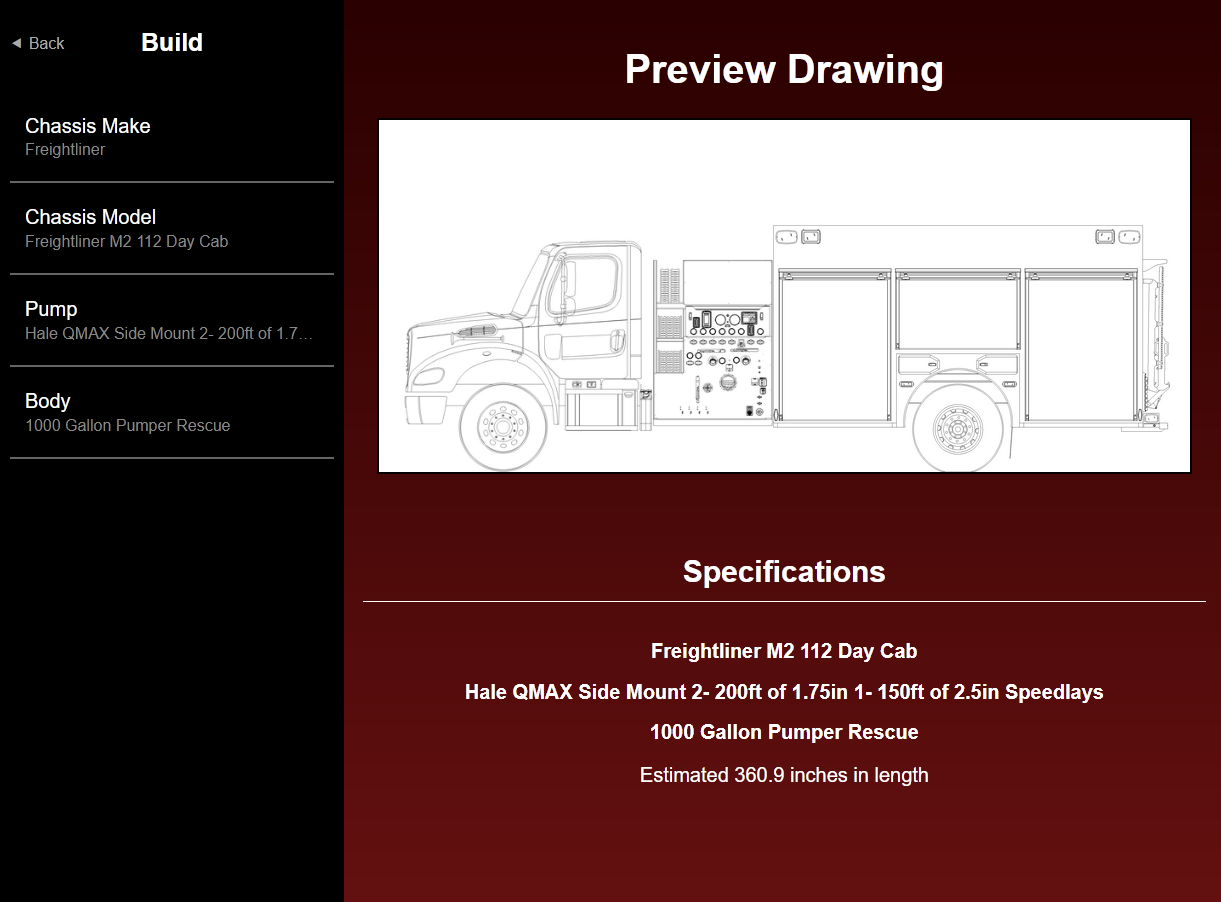 ◄ Back
Build
Chassis Make
Freightliner
Chassis Model
Freightliner M2 112 Day Cab
Pump
Hale QMAX Side Mount 2- 200ft of 1.7…
Body
1000 Gallon Pumper Rescue
Preview Drawing
Specifications
Freightliner M2 112 Day Cab
Hale QMAX Side Mount 2- 200ft of 1.75in 1- 150ft of 2.5in Speedlays
1000 Gallon Pumper Rescue
Estimated 360.9 inches in length